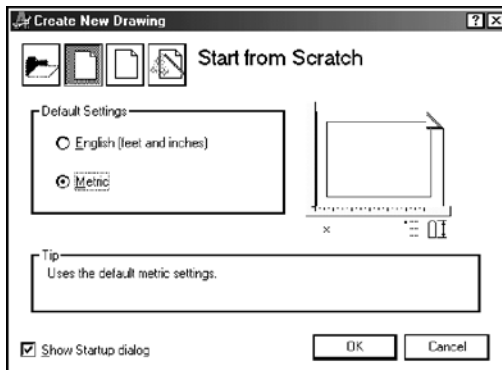 Create New Drawing
Start from Scratch
Default Settings
English (feet and inches)
Metric
Tip
Uses the default metric settings.
Show Startup dialog
OK
Cancel